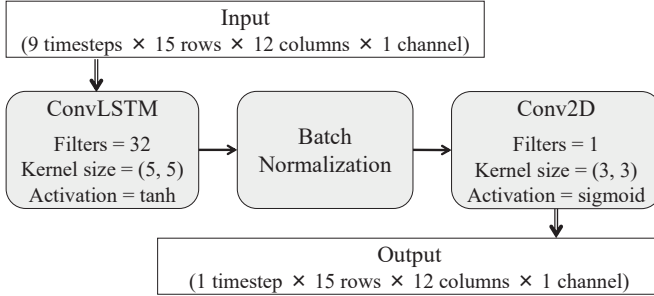 Input
(9 timesteps × 15 rows × 12 columns × 1 channel)
ConvLSTM
Filters = 32
Kernel size = (5, 5)
Activation = tanh
Batch
Normalization
Conv2D
Filters = 1
Kernel size = (3, 3)
Activation = sigmoid
Output
(1 timestep × 15 rows × 12 columns × 1 channel)